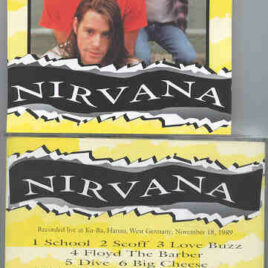 NIRVANA
NIRVANA
Recorded live at Ku-Ba, Hanau, West Germany, November 18, 1989
1 School 2 Scoff 3 Love Buzz
4 Floyd The Barber
5 Dive 6 Big Cheese